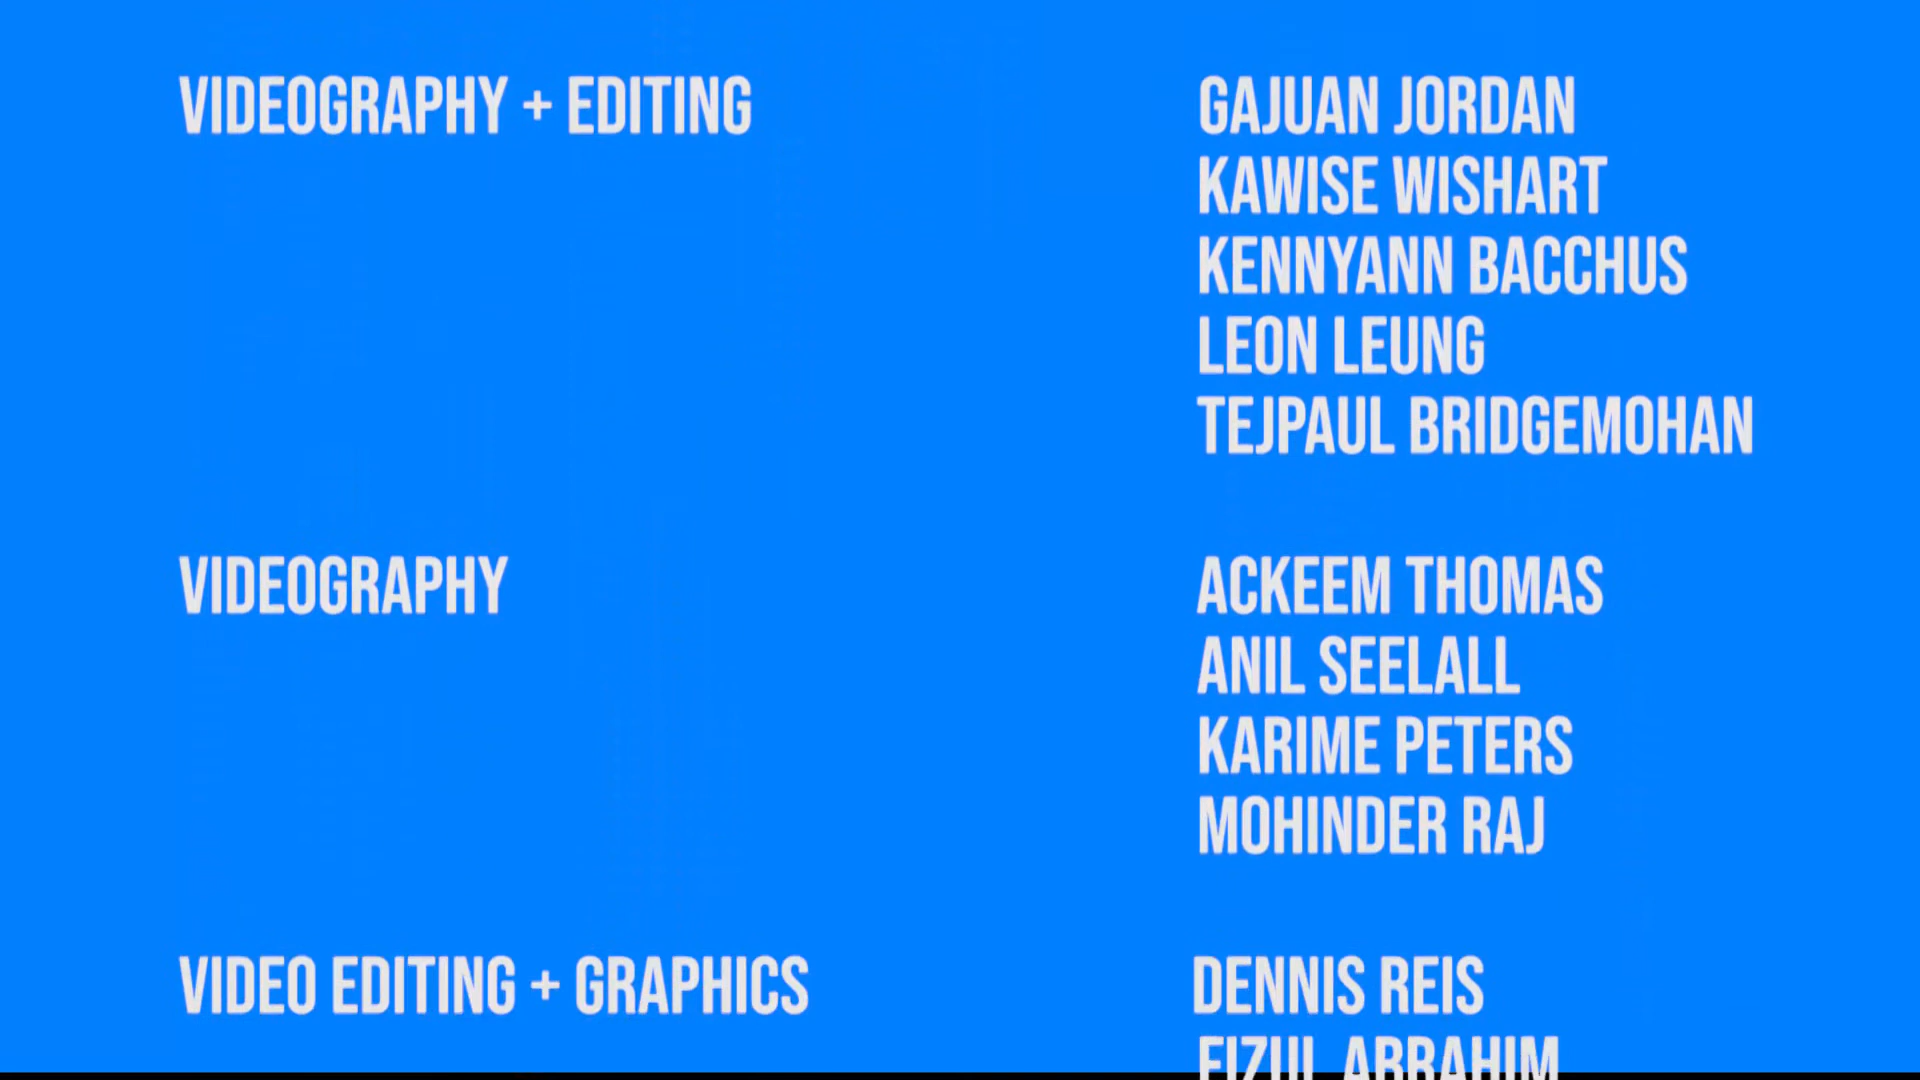 VIDEOGRAPHY + EDITING GAJUAN JORDAN
KAWISE WISHART
KENNYANN BACCHUS
LEON LEUNG
TEJPAUL BRIDGEMOHAN
VIDEOGRAPHY ACKEEM THOMAS
ANIL SEELALL
KARIME PETERS
MOHINDER RAJ
VIDEO EDITING + GRAPHICS DENNIS REIS